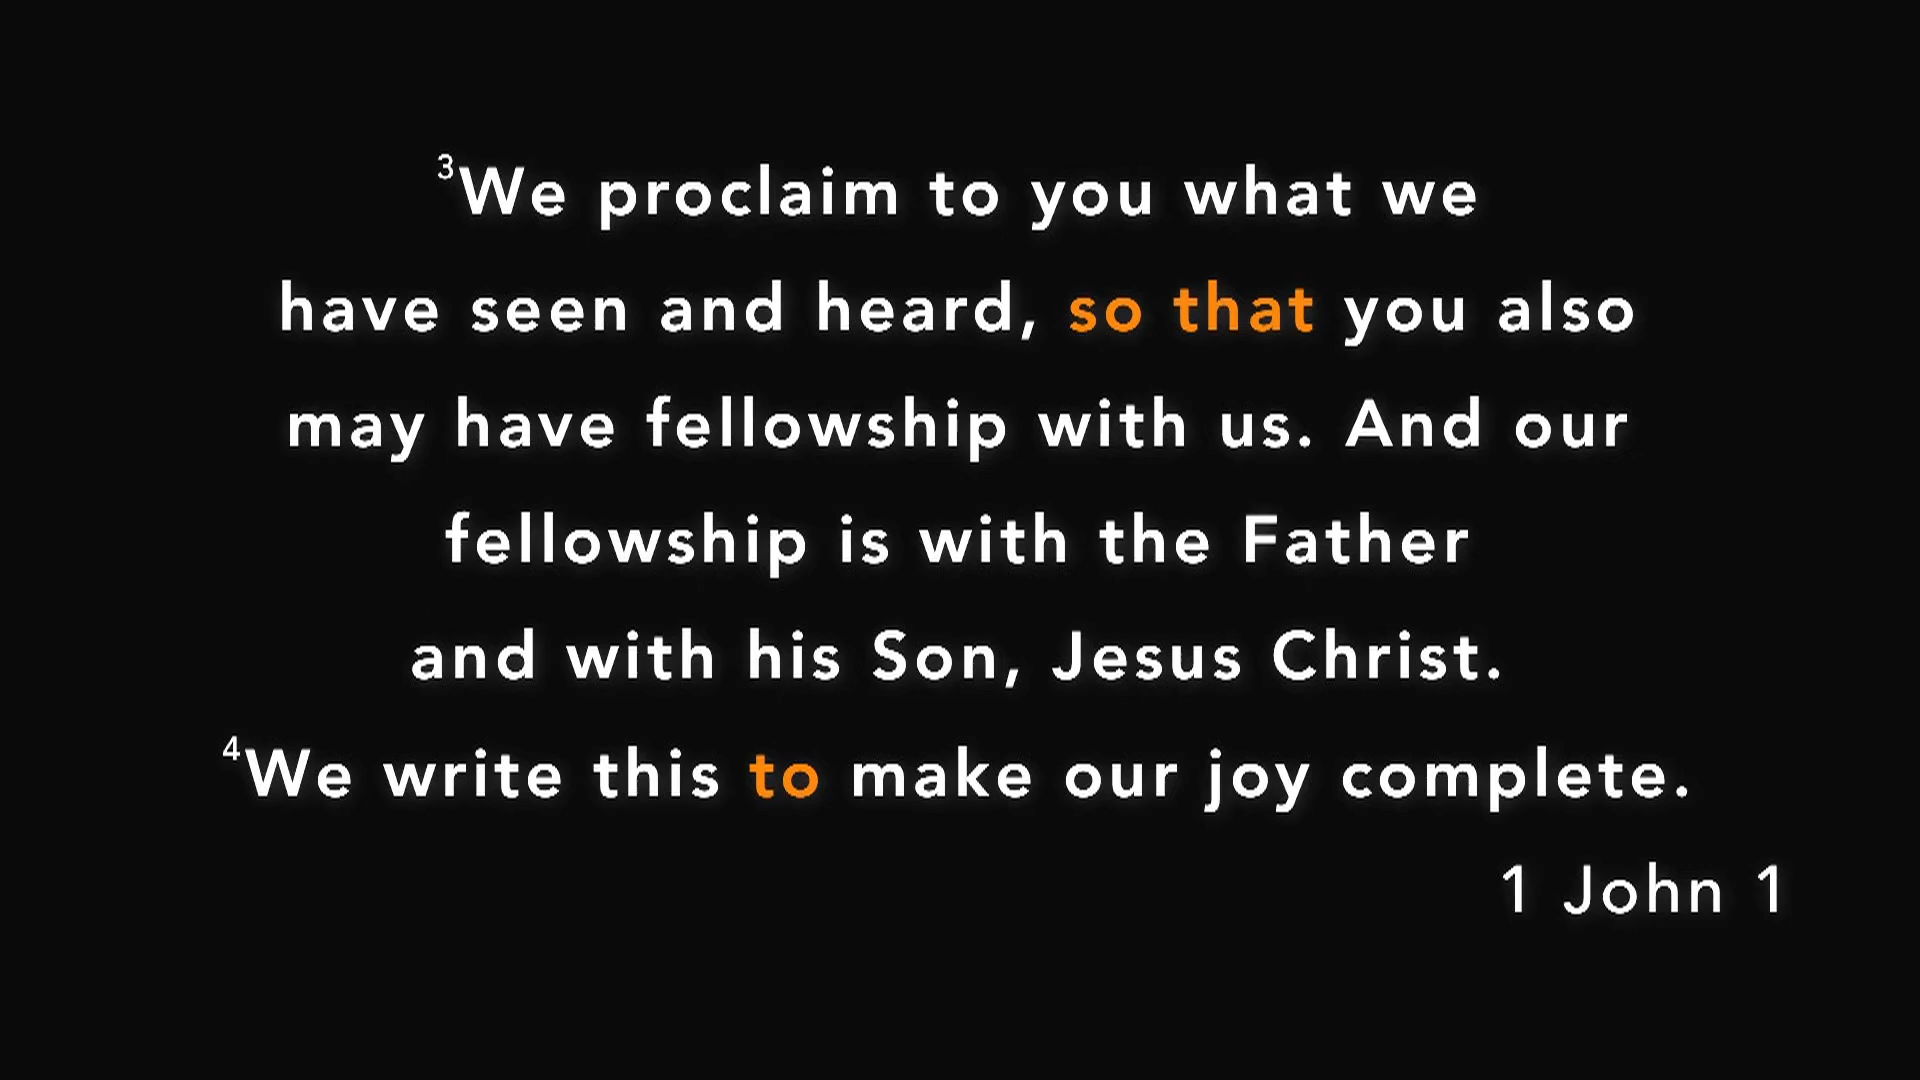 ³We proclaim to you what we
have seen and heard, so that you also
may have fellowship with us. And our
fellowship is with the Father
and with his Son, Jesus Christ.
⁴We write this to make our joy complete.
1 John 1